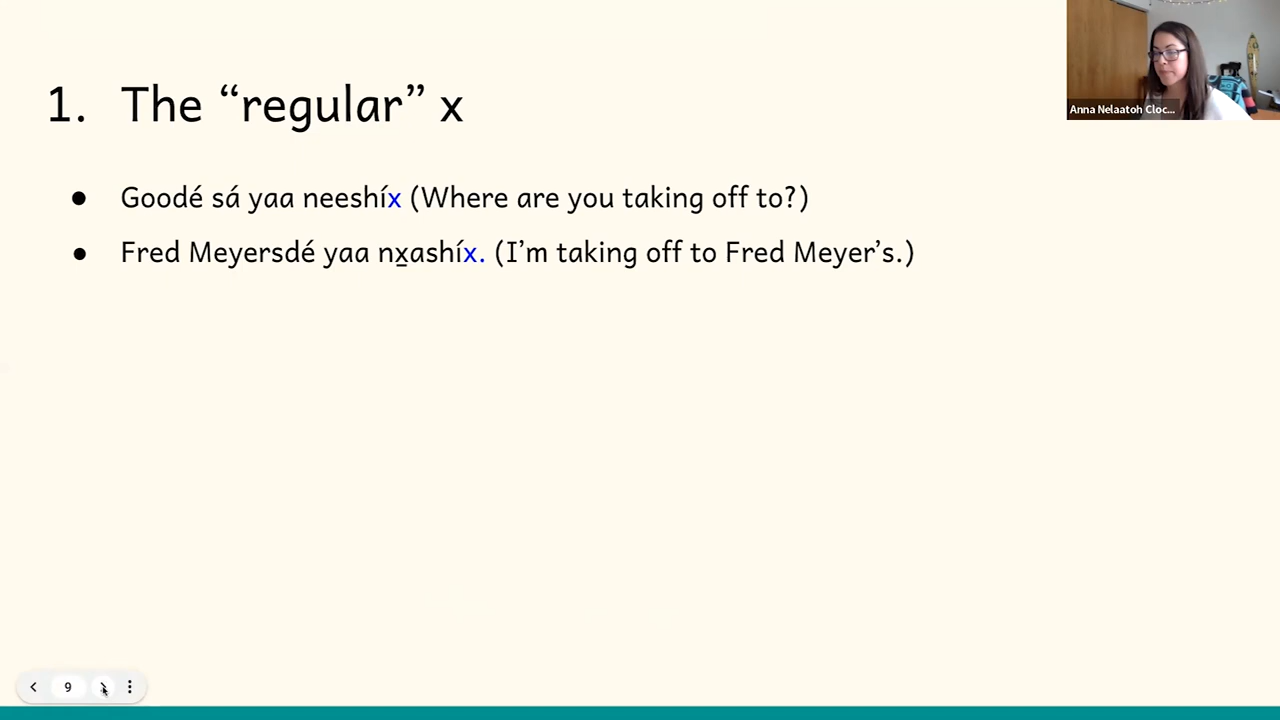 1. The “regular” x
● Goodé sá yaa neeshíx (Where are you taking off to?)
● Fred Meyersdé yaa nx̱ashíx. (I’m taking off to Fred Meyer’s.)
Anna Nelaatoh Cloc...
9